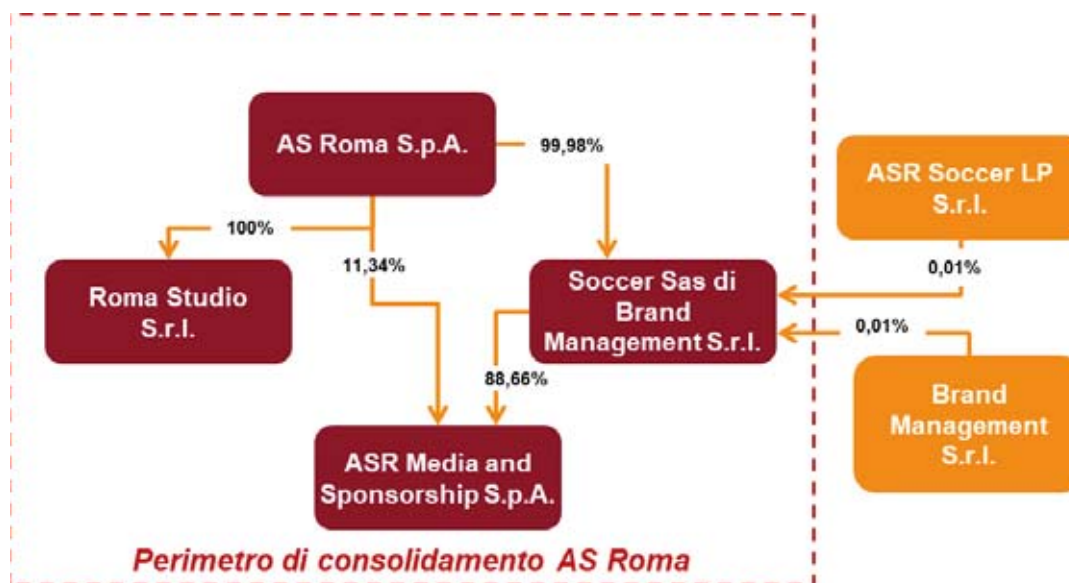 AS Roma S.p.A.
99,98%
ASR Soccer LP
S.r.l.
100%
11,34%
0,01%
Roma Studio
S.r.l.
Soccer Sas di
Brand
Management S.r.l.
0,01%
88,66%
Brand
Management
S.r.l.
ASR Media and
Sponsorship S.p.A.
Perimetro di consolidamento AS Roma